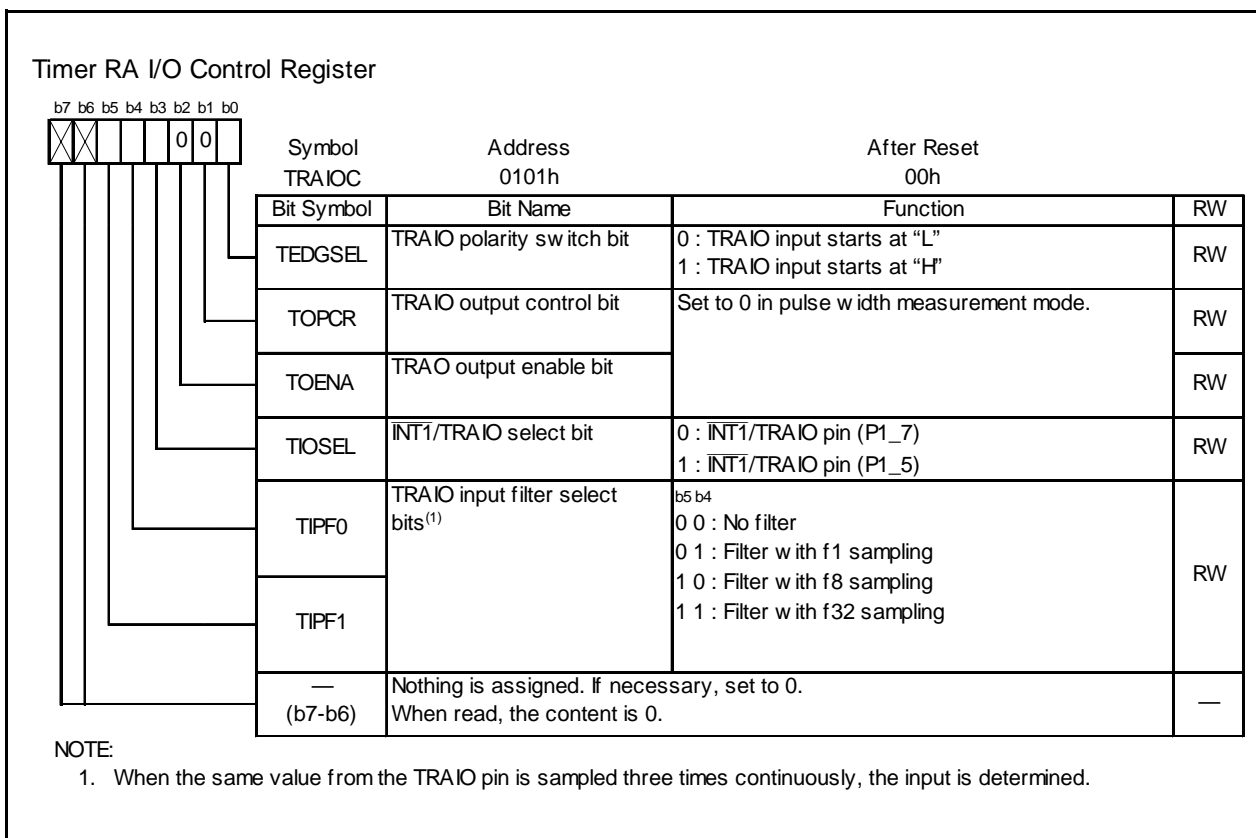 Timer RA I/O Control Register
b7 b6 b5 b4 b3 b2 b1 b0
0 0
Symbol Address After Reset
TRAIOC 0101h 00h
Bit Symbol Bit Name Function RW
TEDGSEL TRAIO polarity switch bit 0 : TRAIO input starts at “L” RW
1 : TRAIO input starts at “H”
TOPCR TRAIO output control bit Set to 0 in pulse width measurement mode. RW
TOENA TRAO output enable bit RW
TIOSEL INT1/TRAIO select bit 0 : INT1/TRAIO pin (P1_7) RW
1 : INT1/TRAIO pin (P1_5)
TIPF0 TRAIO input filter select b5 b4 RW
bits(1) 0 0 : No filter
0 1 : Filter with f1 sampling
1 0 : Filter with f8 sampling
TIPF1 1 1 : Filter with f32 sampling
— Nothing is assigned. If necessary, set to 0. —
(b7-b6) When read, the content is 0.
NOTE:
1. When the same value from the TRAIO pin is sampled three times continuously, the input is determined.